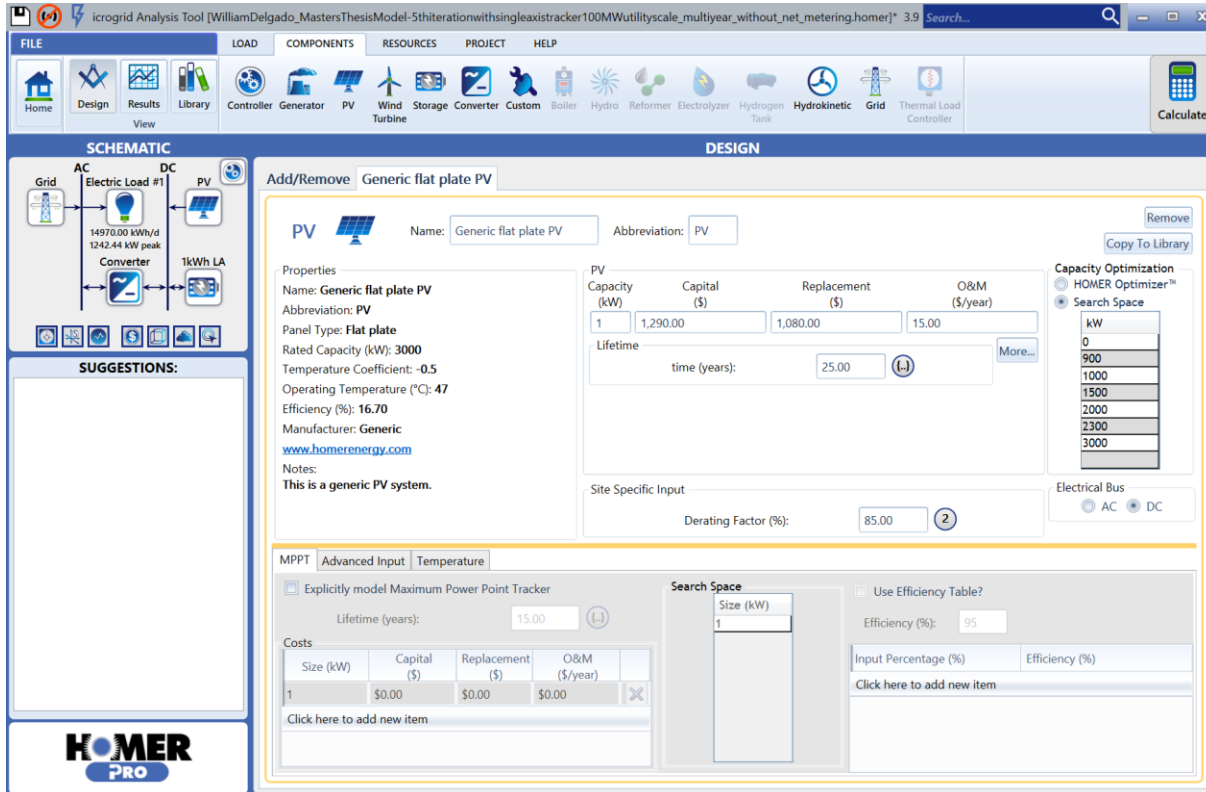 icrogrid Analysis Tool [WilliamDelgado_MastersThesisModel-5thiterationwithsingleaxistracker100MWutilityscale_multiyear_without_net_metering.homer]* 3.9 Search...
FILE LOAD COMPONENTS RESOURCES PROJECT HELP
Home Design Results Library View
Controller Generator PV Wind Turbine Storage Converter Custom Boiler Hydro Reformer Electrolyzer Hydrogen Tank Hydrokinetic Grid Thermal Load Controller
Calculate
SCHEMATIC
AC DC
Grid Electric Load #1 PV
14970.00 kWh/d
1242.44 kW peak
Converter 1kWh LA
SUGGESTIONS:
HOMER
PRO
DESIGN
Add/Remove Generic flat plate PV
PV Name: Generic flat plate PV Abbreviation: PV
Remove
Copy To Library
Properties
Name: Generic flat plate PV
Abbreviation: PV
Panel Type: Flat plate
Rated Capacity (kW): 3000
Temperature Coefficient: -0.5
Operating Temperature (°C): 47
Efficiency (%): 16.70
Manufacturer: Generic
www.homerenergy.com
Notes:
This is a generic PV system.
PV
Capacity (kW) Capital ($) Replacement ($) O&M ($/year)
1 1,290.00 1,080.00 15.00
Lifetime
time (years): 25.00 {..}
More...
Site Specific Input
Derating Factor (%): 85.00 2
Capacity Optimization
HOMER Optimizer™
Search Space
kW
0
900
1000
1500
2000
2300
3000
Electrical Bus
AC DC
MPPT Advanced Input Temperature
Explicitly model Maximum Power Point Tracker
Lifetime (years): 15.00 {..}
Costs
Size (kW) Capital ($) Replacement ($) O&M ($/year)
1 $0.00 $0.00 $0.00
Click here to add new item
Search Space
Size (kW)
1
Use Efficiency Table?
Efficiency (%): 95
Input Percentage (%) Efficiency (%)
Click here to add new item